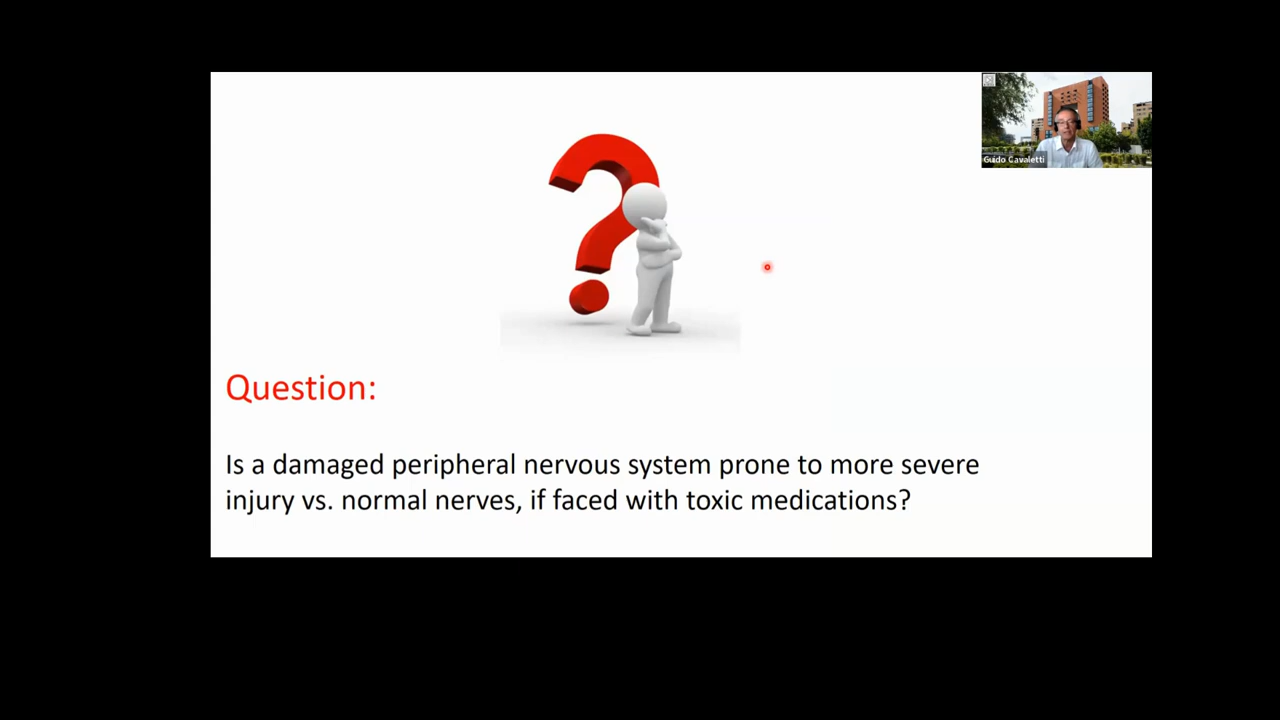 Guido Cavaletti
Question:
Is a damaged peripheral nervous system prone to more severe
injury vs. normal nerves, if faced with toxic medications?